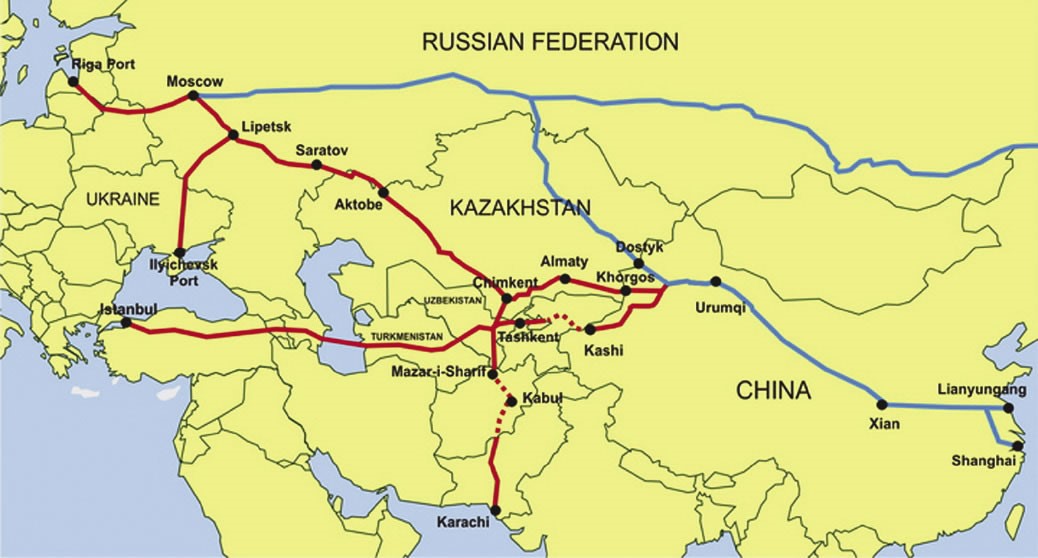 RUSSIAN FEDERATION
Riga Port
Moscow
Lipetsk
Saratov
UKRAINE
Aktobe
KAZAKHSTAN
Dostyk
Ilyichevsk
Port
Almaty
Khorgos
Chimkent
UZBEKISTAN
Urumqi
Istanbul
TURKMENISTAN
Tashkent
Kashi
Mazar-i-Sharif
Kabul
CHINA
Lianyungang
Xian
Shanghai
Karachi